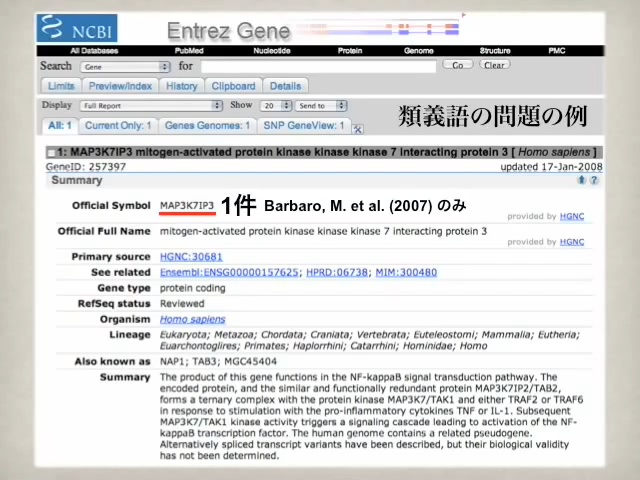 NCBI
Entrez Gene
All Databases PubMed Nucleotide Protein Genome Structure PMC
Search Gene for Go Clear
Limits Preview/Index History Clipboard Details
Display Full Report Show 20 Send to
類義語の問題の例
All: 1 Current Only: 1 Genes Genomes: 1 SNP GeneView: 1
1: MAP3K7IP3 mitogen-activated protein kinase kinase kinase 7 interacting protein 3 [ Homo sapiens ]
GeneID: 257397 updated 17-Jan-2008
Summary
Official Symbol MAP3K7IP3 1件 Barbaro, M. et al. (2007) のみ
provided by HGNC
Official Full Name mitogen-activated protein kinase kinase kinase 7 interacting protein 3
provided by HGNC
Primary source HGNC:30681
See related Ensembl:ENSG00000157625; HPRD:06738; MIM:300480
Gene type protein coding
RefSeq status Reviewed
Organism Homo sapiens
Lineage Eukaryota; Metazoa; Chordata; Craniata; Vertebrata; Euteleostomi; Mammalia; Eutheria;
Euarchontoglires; Primates; Haplorrhini; Catarrhini; Hominidae; Homo
Also known as NAP1; TAB3; MGC45404
Summary The product of this gene functions in the NF-kappaB signal transduction pathway. The
encoded protein, and the similar and functionally redundant protein MAP3K7IP2/TAB2,
forms a ternary complex with the protein kinase MAP3K7/TAK1 and either TRAF2 or TRAF6
in response to stimulation with the pro-inflammatory cytokines TNF or IL-1. Subsequent
MAP3K7/TAK1 kinase activity triggers a signaling cascade leading to activation of the NF-
kappaB transcription factor. The human genome contains a related pseudogene.
Alternatively spliced transcript variants have been described, but their biological validity
has not been determined.